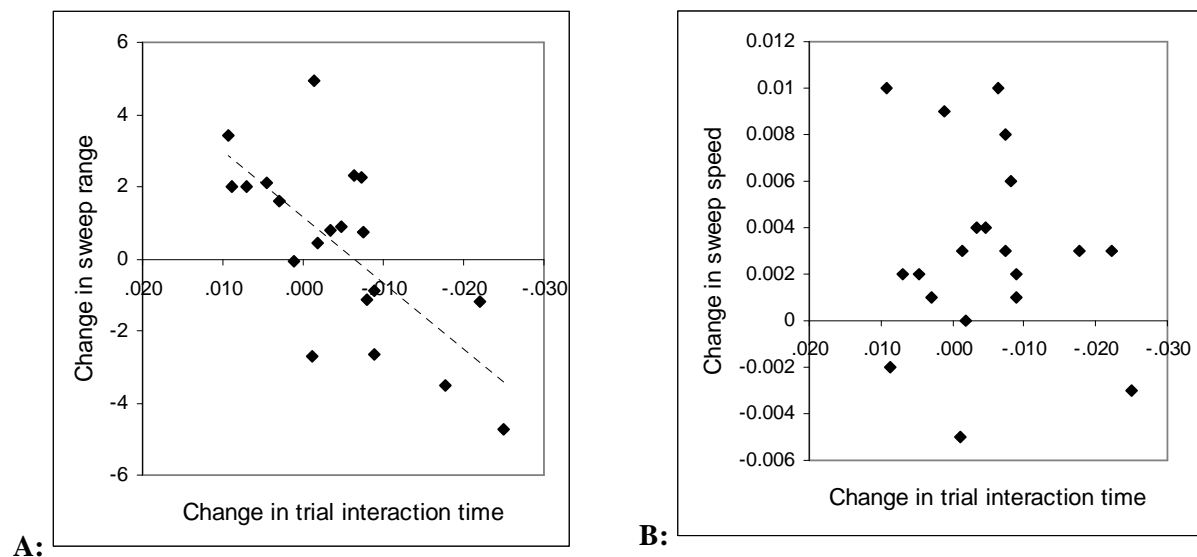 6
4
2
0
-2
-4
-6
.020 .010 .000 -.010 -.020 -.030
Change in sweep range
Change in trial interaction time
A:
0.012
0.01
0.008
0.006
0.004
0.002
0
-0.002
-0.004
-0.006
.020 .010 .000 -.010 -.020 -.030
Change in sweep speed
Change in trial interaction time
B: